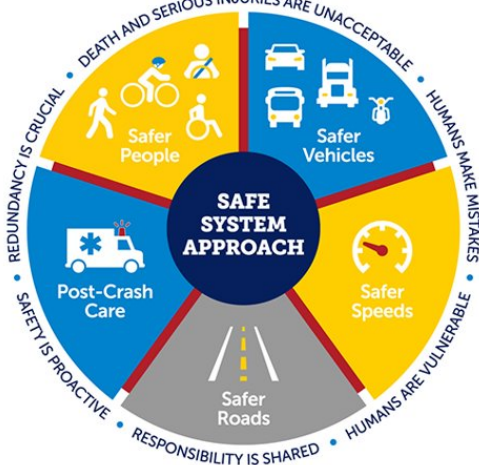 DEATH AND SERIOUS INJURIES ARE UNACCEPTABLE
HUMANS MAKE MISTAKES
HUMANS ARE VULNERABLE
RESPONSIBILITY IS SHARED
SAFETY IS PROACTIVE
REDUNDANCY IS CRUCIAL
Safer
People
Safer
Vehicles
SAFE
SYSTEM
APPROACH
Post-Crash
Care
Safer
Speeds
Safer
Roads